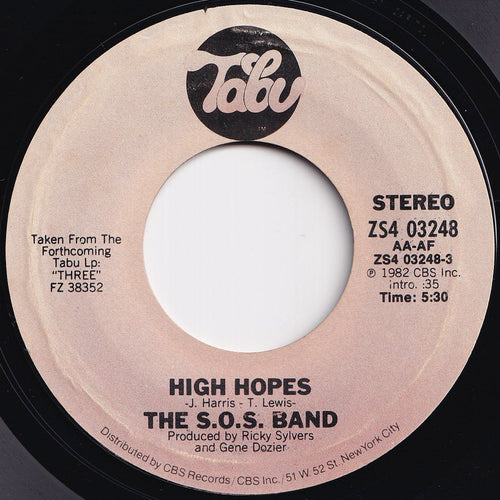 Tabu
TM
Taken From The
Forthcoming
Tabu Lp:
"THREE"
FZ 38352
STEREO
ZS4 03248
AA-AF
ZS4 03248-3
℗ 1982 CBS Inc.
intro. :35
Time: 5:30
HIGH HOPES
-J. Harris - T. Lewis-
THE S.O.S. BAND
Produced by Ricky Sylvers
and Gene Dozier
Distributed by CBS Records / CBS Inc. / 51 W. 52 St. New York City